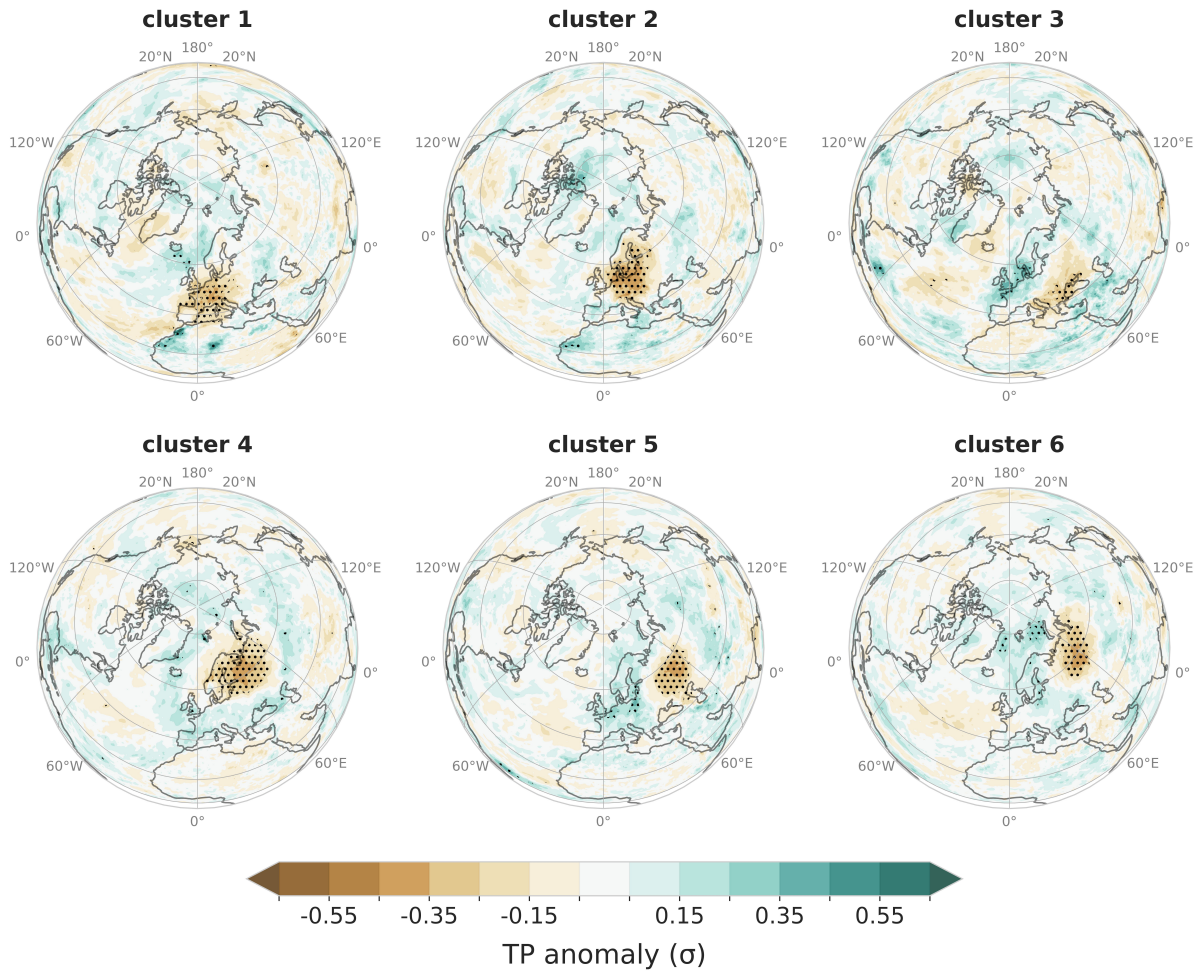 cluster 1 cluster 2 cluster 3
180° 180° 180°
20°N 20°N 20°N 20°N 20°N 20°N
120°W 120°E 120°W 120°E 120°W 120°E
0° 0° 0° 0° 0° 0°
60°W 60°E 60°W 60°E 60°W 60°E
0° 0° 0°
cluster 4 cluster 5 cluster 6
180° 180° 180°
20°N 20°N 20°N 20°N 20°N 20°N
120°W 120°E 120°W 120°E 120°W 120°E
0° 0° 0° 0° 0° 0°
60°W 60°E 60°W 60°E 60°W 60°E
0° 0° 0°
-0.55 -0.35 -0.15 0.15 0.35 0.55
TP anomaly (σ)